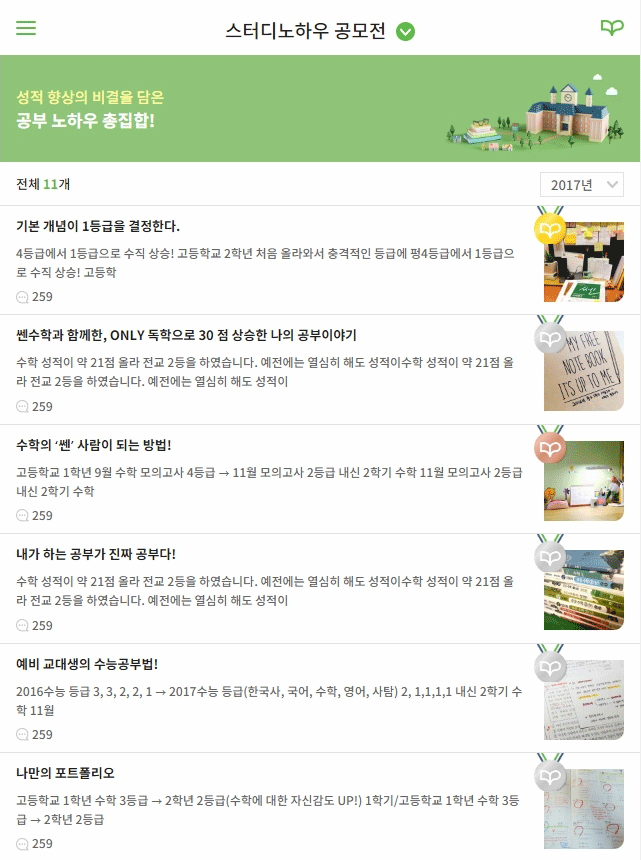 스터디노하우 공모전
성적 향상의 비결을 담은
공부 노하우 총집합!
전체 11개
2017년
기본 개념이 1등급을 결정한다.
4등급에서 1등급으로 수직 상승! 고등학교 2학년 처음 올라와서 충격적인 등급에 평4등급에서 1등급으
로 수직 상승! 고등학
259
쎈수학과 함께한, ONLY 독학으로 30 점 상승한 나의 공부이야기
수학 성적이 약 21점 올라 전교 2등을 하였습니다. 예전에는 열심히 해도 성적이수학 성적이 약 21점 올
라 전교 2등을 하였습니다. 예전에는 열심히 해도 성적이
MY FREE
NOTE BOOK
IT'S UP TO ME
259
수학의 ‘쎈’ 사람이 되는 방법!
고등학교 1학년 9월 수학 모의고사 4등급 → 11월 모의고사 2등급 내신 2학기 수학 11월 모의고사 2등급
내신 2학기 수학
259
내가 하는 공부가 진짜 공부다!
수학 성적이 약 21점 올라 전교 2등을 하였습니다. 예전에는 열심히 해도 성적이수학 성적이 약 21점 올
라 전교 2등을 하였습니다. 예전에는 열심히 해도 성적이
259
예비 교대생의 수능공부법!
2016수능 등급 3, 3, 2, 2, 1 → 2017수능 등급(한국사, 국어, 수학, 영어, 사탐) 2, 1,1,1,1 내신 2학기 수
학 11월
259
나만의 포트폴리오
고등학교 1학년 수학 3등급 → 2학년 2등급(수학에 대한 자신감도 UP!) 1학기/고등학교 1학년 수학 3등
급 → 2학년 2등급
259